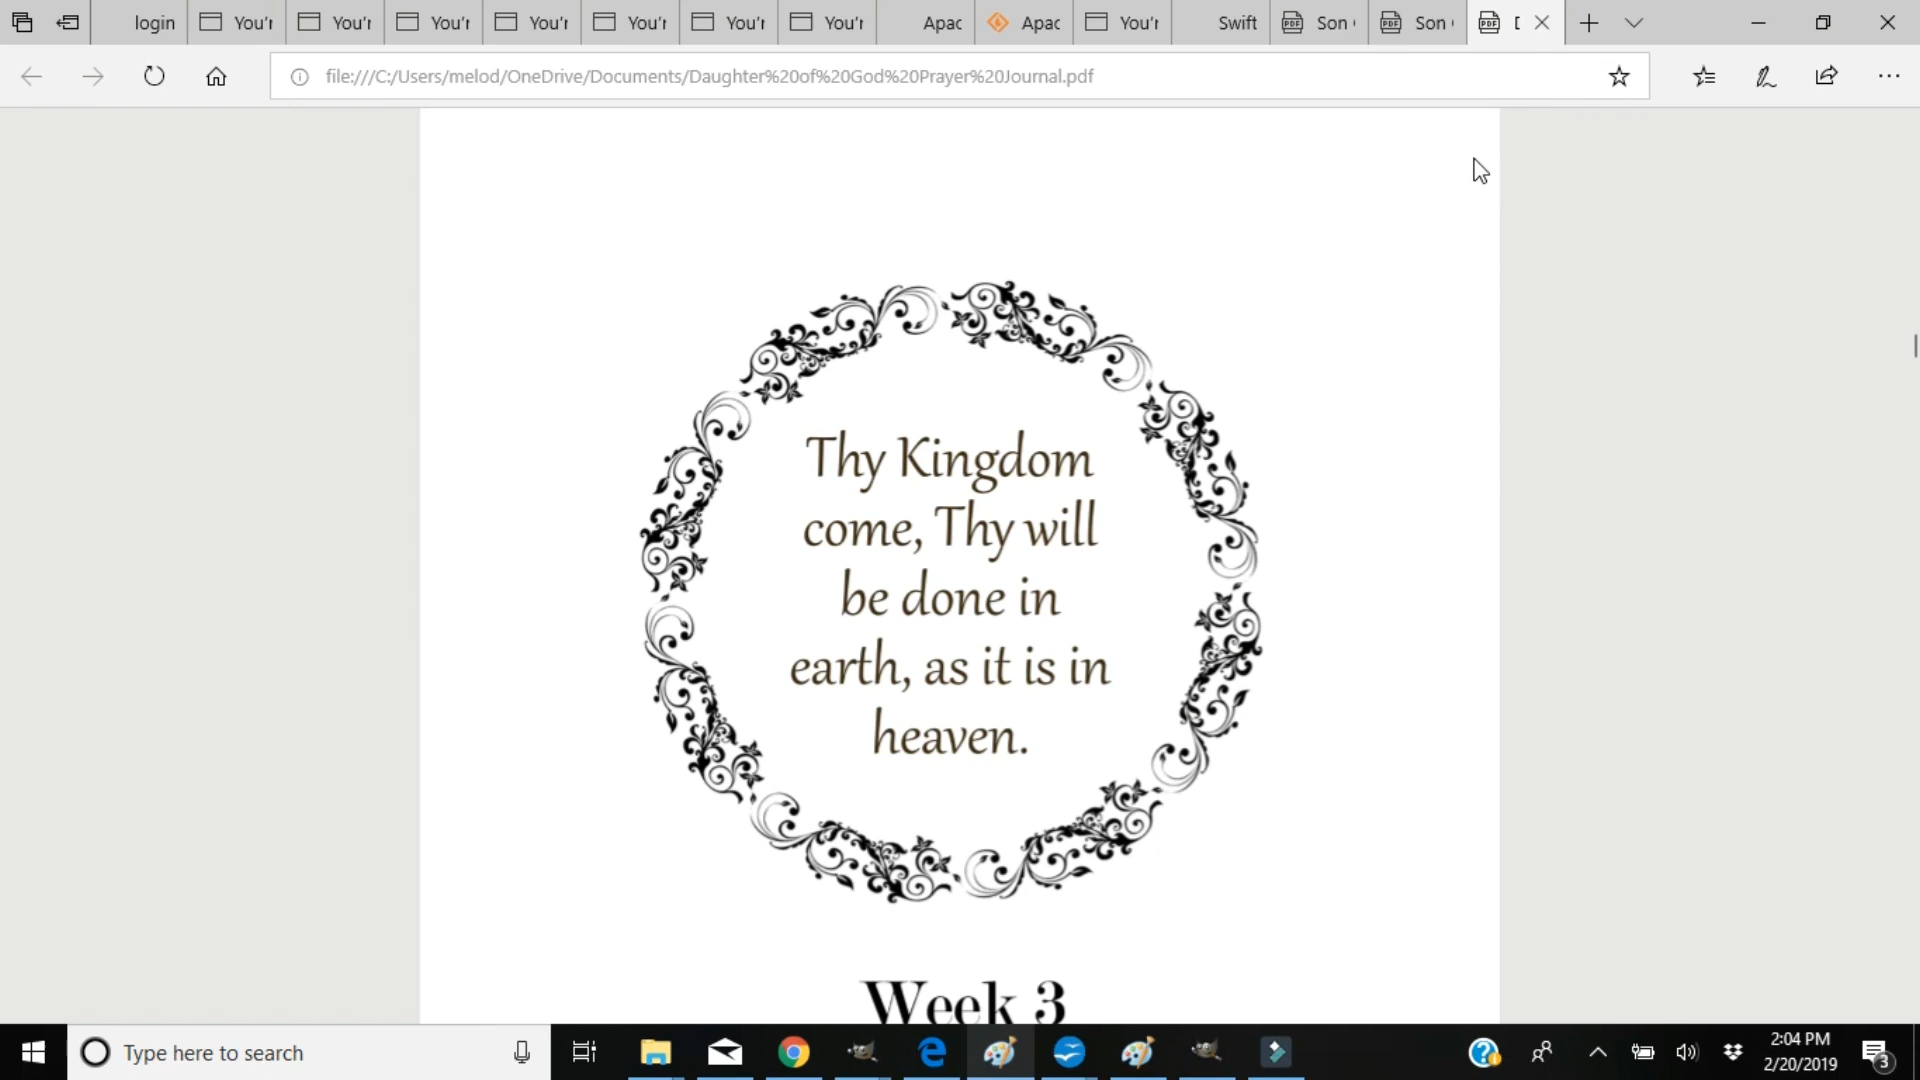 login You'r You'r You'r You'r You'r You'r You'r Apac Apac You'r Swift Son Son
file:///C:/Users/melod/OneDrive/Documents/Daughter%20of%20God%20Prayer%20Journal.pdf
Thy Kingdom
come, Thy will
be done in
earth, as it is in
heaven.
Week 3
Type here to search
2:04 PM
2/20/2019
3